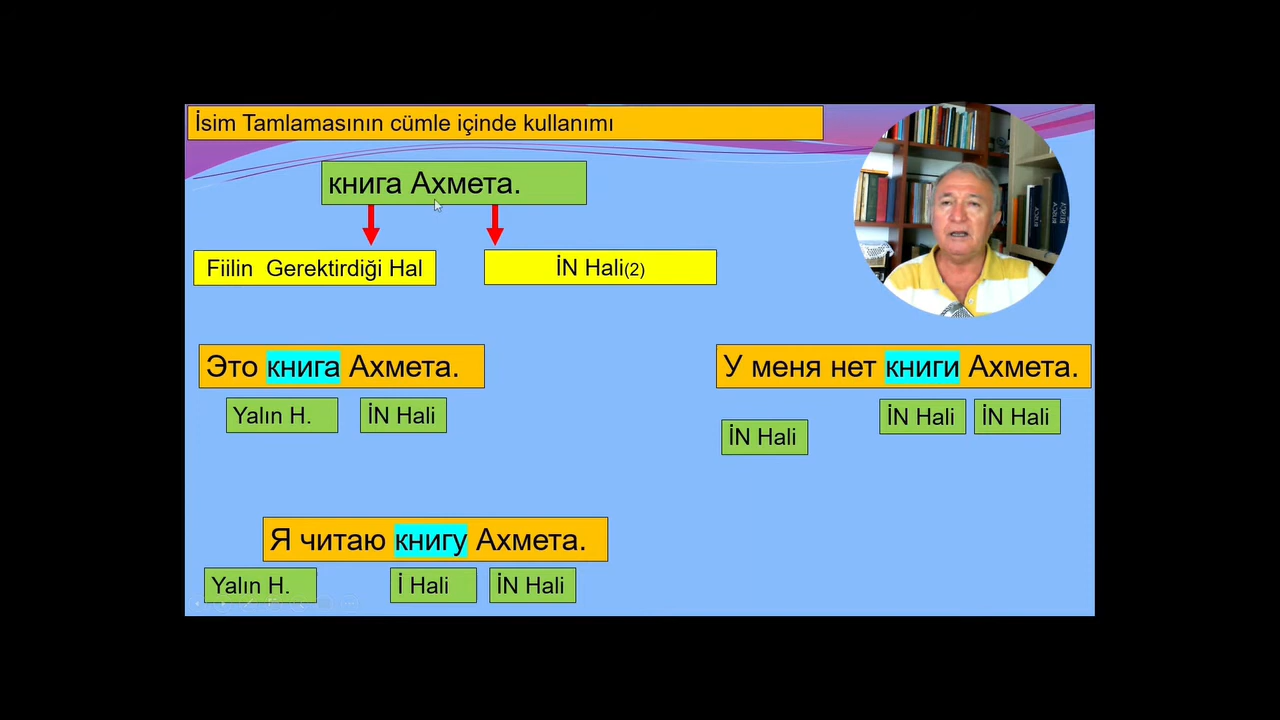 İsim Tamlamasının cümle içinde kullanımı
книга Ахмета.
Fiilin Gerektirdiği Hal
İN Hali(2)
Это книга Ахмета.
Yalın H.
İN Hali
У меня нет книги Ахмета.
İN Hali
İN Hali
İN Hali
Я читаю книгу Ахмета.
Yalın H.
İ Hali
İN Hali